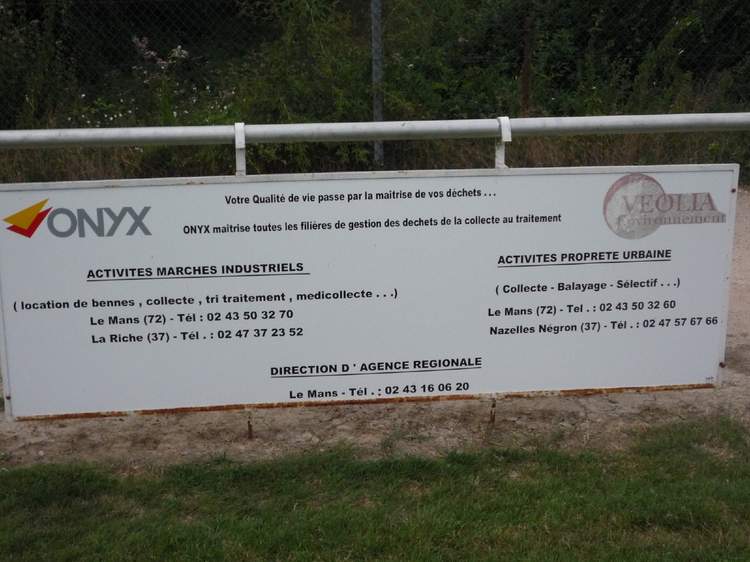 Votre Qualité de vie passe par la maitrise de vos déchets . . .
ONYX
VEOLIA
Environnement
ONYX maitrise toutes les filières de gestion des dechets de la collecte au traitement
ACTIVITES MARCHES INDUSTRIELS
( location de bennes , collecte , tri traitement , medicollecte . . .)
Le Mans (72) - Tél : 02 43 50 32 70
La Riche (37) - Tél : 02 47 37 23 52
ACTIVITES PROPRETE URBAINE
( Collecte - Balayage - Sélectif . . .)
Le Mans (72) - Tel . : 02 43 50 32 60
Nazelles Négron (37) - Tél . : 02 47 57 67 66
DIRECTION D ' AGENCE REGIONALE
Le Mans - Tél . : 02 43 16 06 20